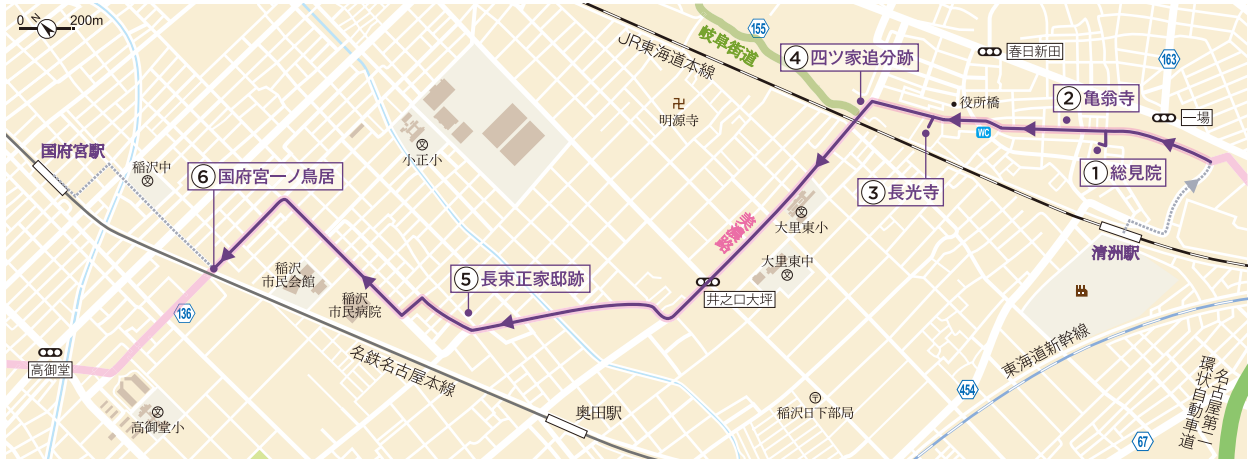 0 N 200m
155
岐阜街道
JR東海道本線
④四ツ家追分跡
春日新田
163
役所橋
②亀翁寺
一場
卍
明源寺
WC
国府宮駅
稲沢中
文
小正小
文
⑥国府宮一ノ鳥居
③長光寺
①総見院
美濃路
大里東小
文
清洲駅
大里東中
文
稲沢
市民会館
⑤長束正家邸跡
井之口大坪
稲沢
市民病院
136
高御堂
名鉄名古屋本線
東海道新幹線
名古屋第二
環状自動車道
454
高御堂小
文
奥田駅
〒
稲沢日下部局
67